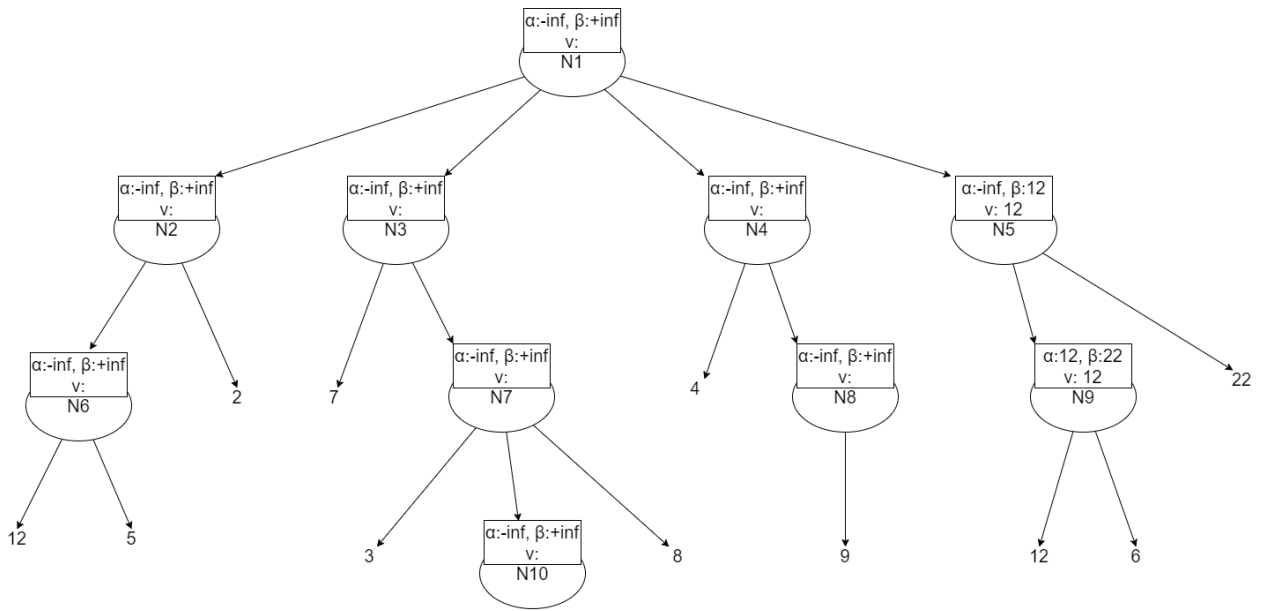 α:-inf, β:+inf
v:
N1
α:-inf, β:+inf
v:
N2
α:-inf, β:+inf
v:
N3
α:-inf, β:+inf
v:
N4
α:-inf, β:12
v: 12
N5
α:-inf, β:+inf
v:
N6
2
7
α:-inf, β:+inf
v:
N7
4
α:-inf, β:+inf
v:
N8
α:12, β:22
v: 12
N9
22
12
5
3
α:-inf, β:+inf
v:
N10
8
9
12
6